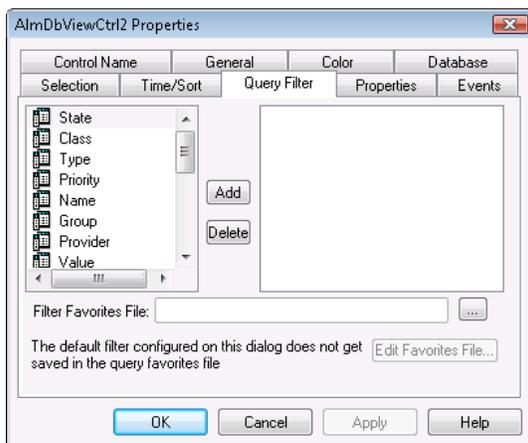 AlmDbViewCtrl2 Properties
Control Name General Color Database
Selection Time/Sort Query Filter Properties Events
State
Class
Type
Priority
Name
Group
Provider
Value
Add
Delete
Filter Favorites File: ...
The default filter configured on this dialog does not get
saved in the query favorites file
Edit Favorites File...
OK Cancel Apply Help